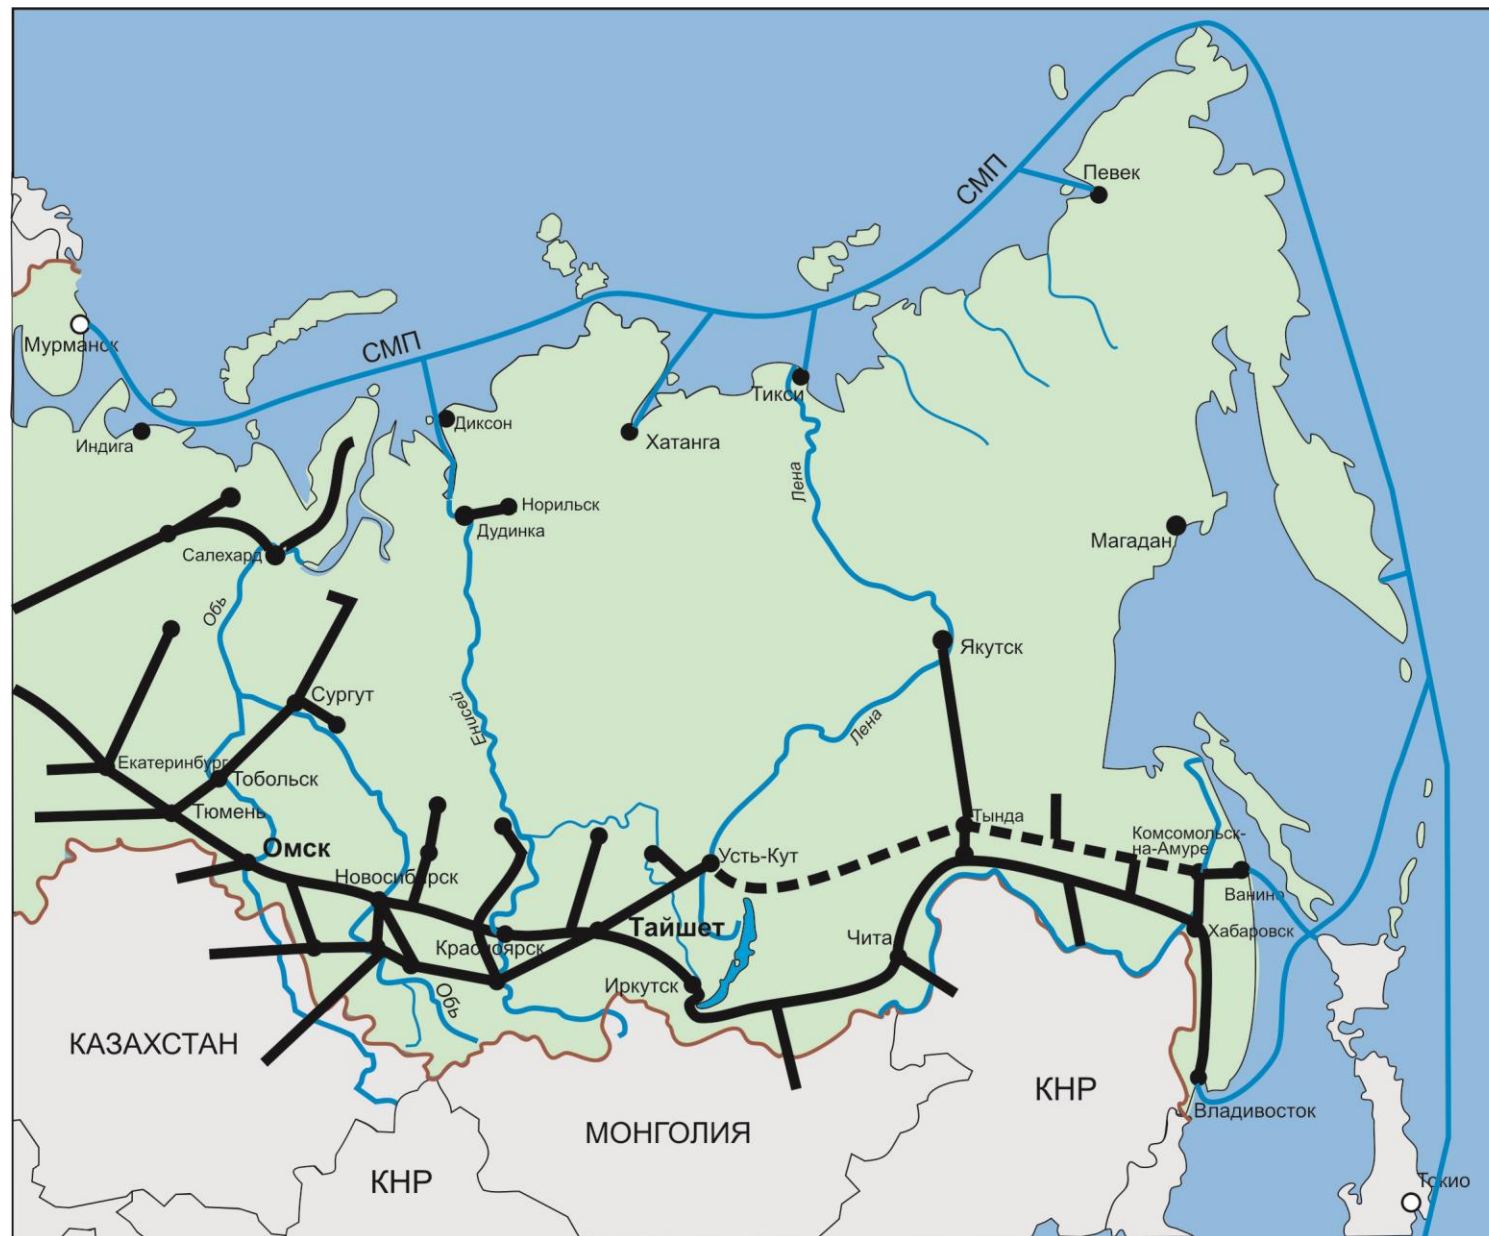 Певек
СМП
СМП
Мурманск
Диксон
Тикси
Индига
Хатанга
Лена
Норильск
Дудинка
Магадан
Салехард
Обь
Якутск
Сургут
Енисей
Лена
Екатеринбург
Тобольск
Тюмень
Тында
Комсомольск-
на-Амуре
Омск
Усть-Кут
Новосибирск
Ванино
Тайшет
Хабаровск
Красноярск
Чита
Иркутск
Обь
КАЗАХСТАН
КНР
Владивосток
МОНГОЛИЯ
КНР
Токио